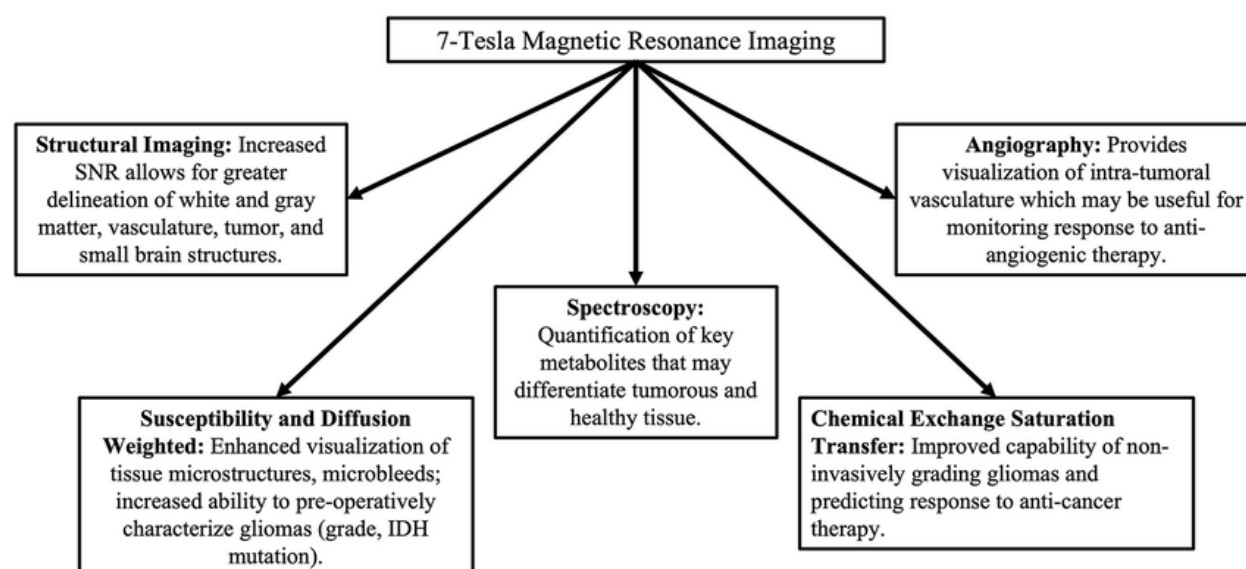 7-Tesla Magnetic Resonance Imaging
Structural Imaging: Increased
SNR allows for greater
delineation of white and gray
matter, vasculature, tumor, and
small brain structures.
Angiography: Provides
visualization of intra-tumoral
vasculature which may be useful for
monitoring response to anti-
angiogenic therapy.
Spectroscopy:
Quantification of key
metabolites that may
differentiate tumorous and
healthy tissue.
Susceptibility and Diffusion
Weighted: Enhanced visualization of
tissue microstructures, microbleeds;
increased ability to pre-operatively
characterize gliomas (grade, IDH
mutation).
Chemical Exchange Saturation
Transfer: Improved capability of non-
invasively grading gliomas and
predicting response to anti-cancer
therapy.